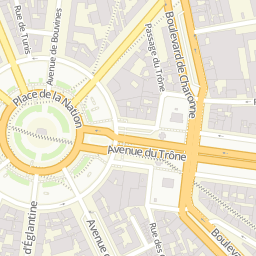 Rue de Tunis
Avenue de Bouvines
Passage du Trône
Boulevard de Charonne
Place de la Nation
Avenue du Trône
d'Églantine
Avenue
Rue des
Boulevard